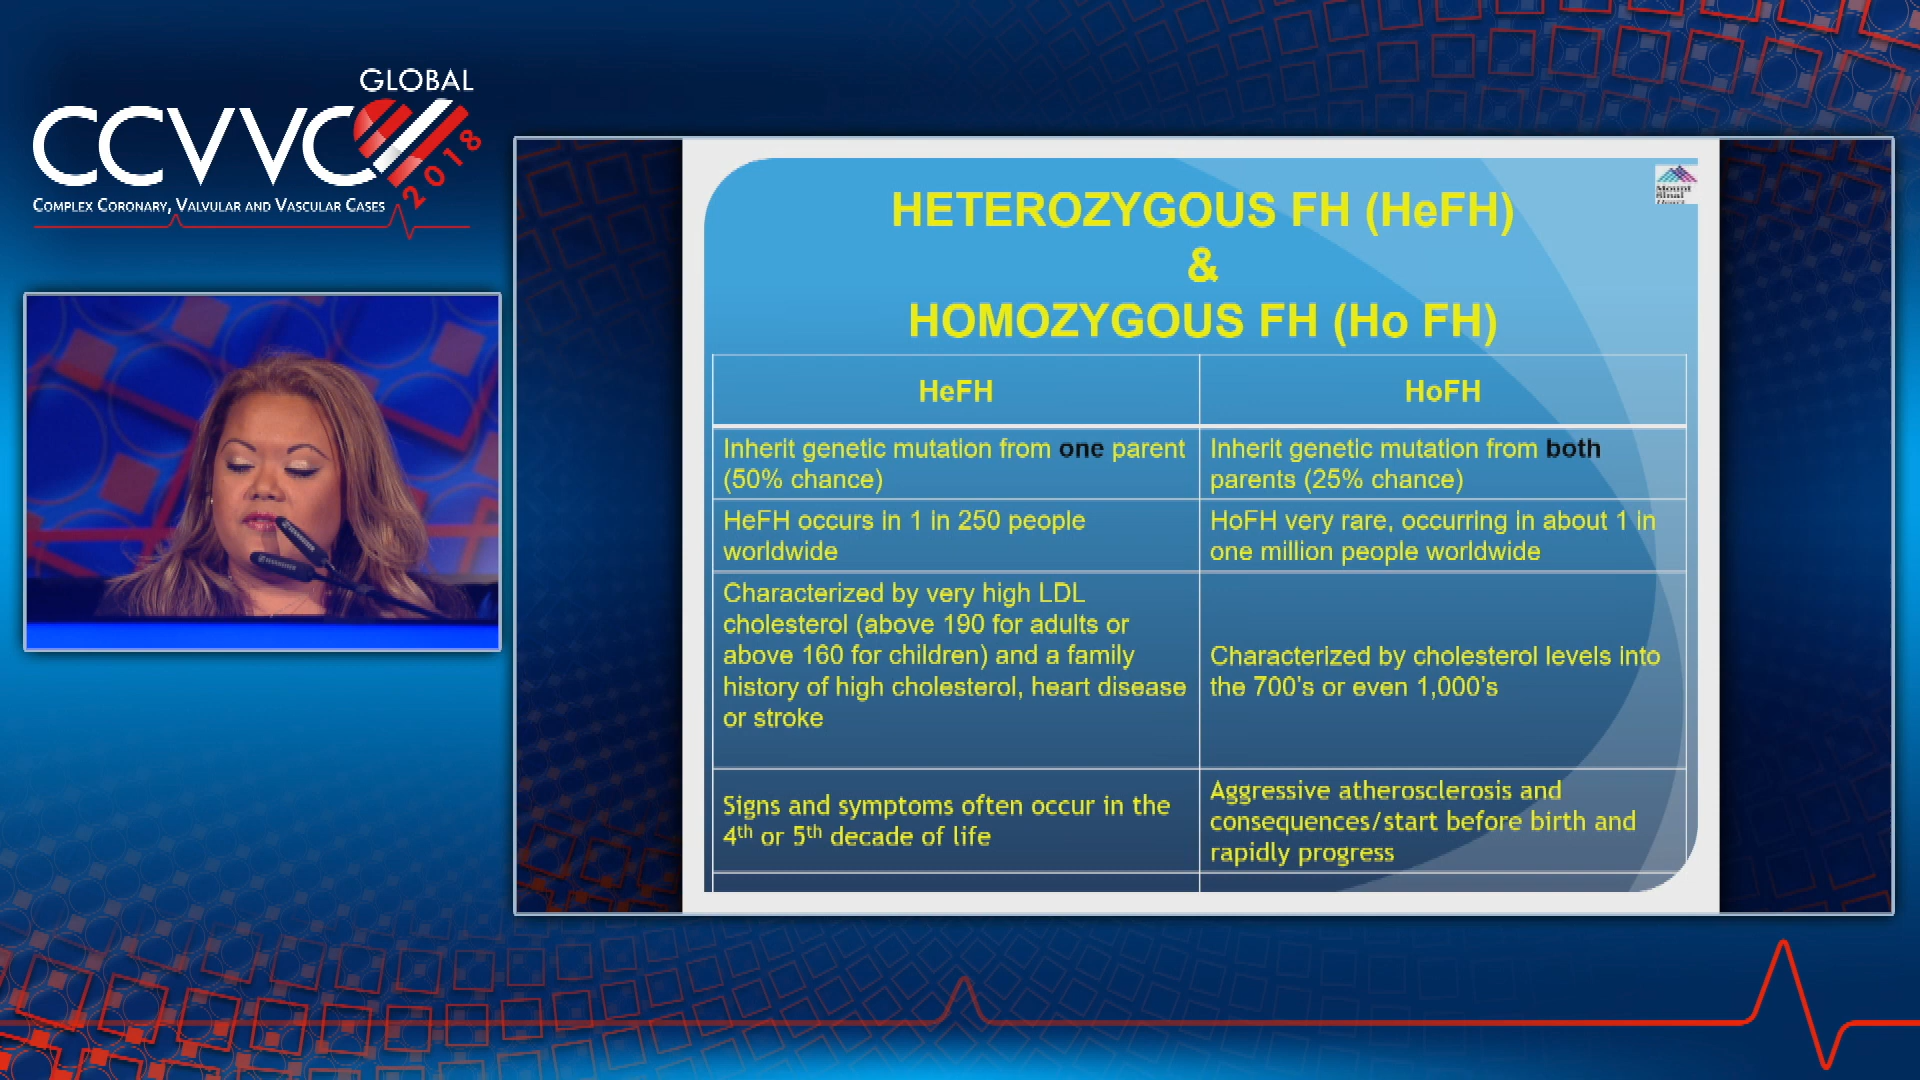 GLOBAL
CCVVC
2018
COMPLEX CORONARY, VALVULAR AND VASCULAR CASES
Mount
Sinai
Heart
HETEROZYGOUS FH (HeFH)
&
HOMOZYGOUS FH (Ho FH)
HeFH
HoFH
Inherit genetic mutation from one parent
(50% chance)
Inherit genetic mutation from both
parents (25% chance)
HeFH occurs in 1 in 250 people
worldwide
HoFH very rare, occurring in about 1 in
one million people worldwide
Characterized by very high LDL
cholesterol (above 190 for adults or
above 160 for children) and a family
history of high cholesterol, heart disease
or stroke
Characterized by cholesterol levels into
the 700's or even 1,000's
Signs and symptoms often occur in the
4th or 5th decade of life
Aggressive atherosclerosis and
consequences/start before birth and
rapidly progress